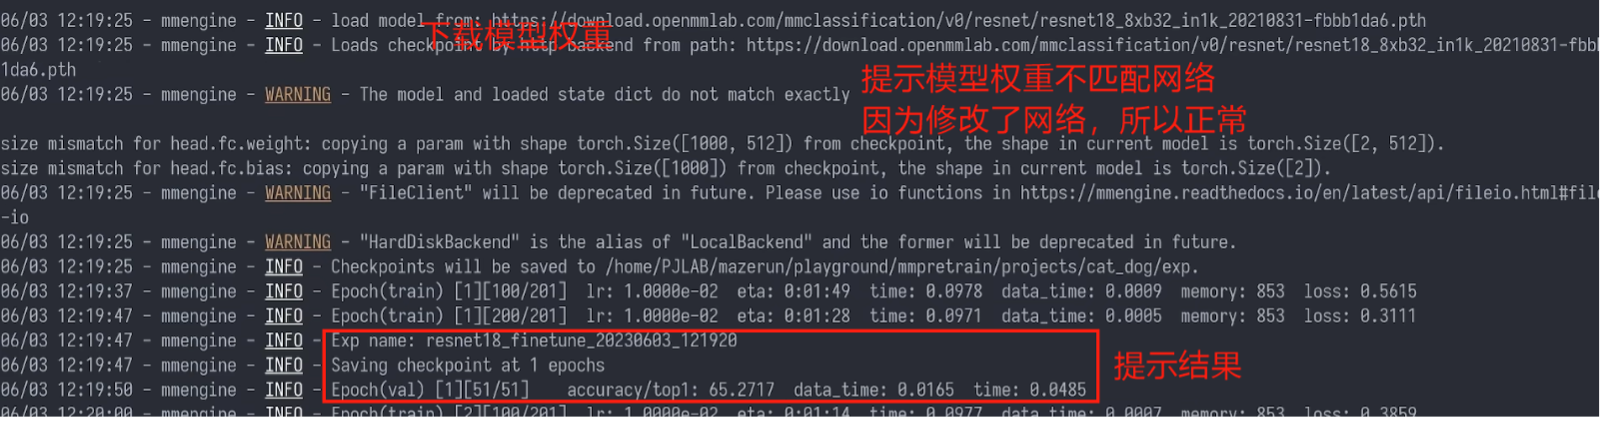 06/03 12:19:25 - mmengine - INFO - load model from: https://download.openmmlab.com/mmclassification/v0/resnet/resnet18_8xb32_in1k_20210831-fbbb1da6.pth
下载模型权重
06/03 12:19:25 - mmengine - INFO - Loads checkpoint by http backend from path: https://download.openmmlab.com/mmclassification/v0/resnet/resnet18_8xb32_in1k_20210831-fbb
1da6.pth
提示模型权重不匹配网络
06/03 12:19:25 - mmengine - WARNING - The model and loaded state dict do not match exactly
因为修改了网络，所以正常
size mismatch for head.fc.weight: copying a param with shape torch.Size([1000, 512]) from checkpoint, the shape in current model is torch.Size([2, 512]).
size mismatch for head.fc.bias: copying a param with shape torch.Size([1000]) from checkpoint, the shape in current model is torch.Size([2]).
06/03 12:19:25 - mmengine - WARNING - "FileClient" will be deprecated in future. Please use io functions in https://mmengine.readthedocs.io/en/latest/api/fileio.html#file
-io
06/03 12:19:25 - mmengine - WARNING - "HardDiskBackend" is the alias of "LocalBackend" and the former will be deprecated in future.
06/03 12:19:25 - mmengine - INFO - Checkpoints will be saved to /home/PJLAB/mazerun/playground/mmpretrain/projects/cat_dog/exp.
06/03 12:19:37 - mmengine - INFO - Epoch(train) [1][100/201] lr: 1.0000e-02 eta: 0:01:49 time: 0.0978 data_time: 0.0009 memory: 853 loss: 0.5615
06/03 12:19:47 - mmengine - INFO - Epoch(train) [1][200/201] lr: 1.0000e-02 eta: 0:01:28 time: 0.0971 data_time: 0.0005 memory: 853 loss: 0.3111
06/03 12:19:47 - mmengine - INFO - Exp name: resnet18_finetune_20230603_121920
06/03 12:19:47 - mmengine - INFO - Saving checkpoint at 1 epochs
提示结果
06/03 12:19:50 - mmengine - INFO - Epoch(val) [1][51/51] accuracy/top1: 65.2717 data_time: 0.0165 time: 0.0485
06/03 12:20:00 - mmengine - INFO - Epoch(train) [2][100/201] lr: 1.0000e-02 eta: 0:01:14 time: 0.0977 data_time: 0.0007 memory: 853 loss: 0.3859